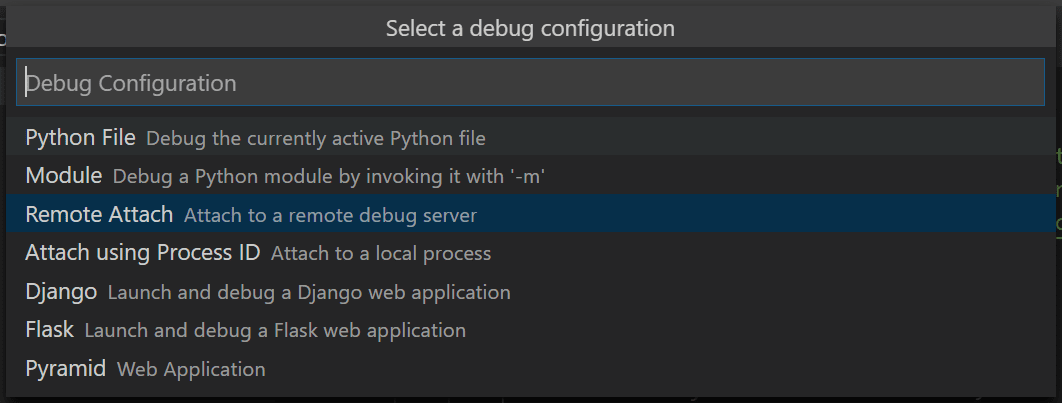 Select a debug configuration
Debug Configuration
Python File Debug the currently active Python file
Module Debug a Python module by invoking it with '-m'
Remote Attach Attach to a remote debug server
Attach using Process ID Attach to a local process
Django Launch and debug a Django web application
Flask Launch and debug a Flask web application
Pyramid Web Application